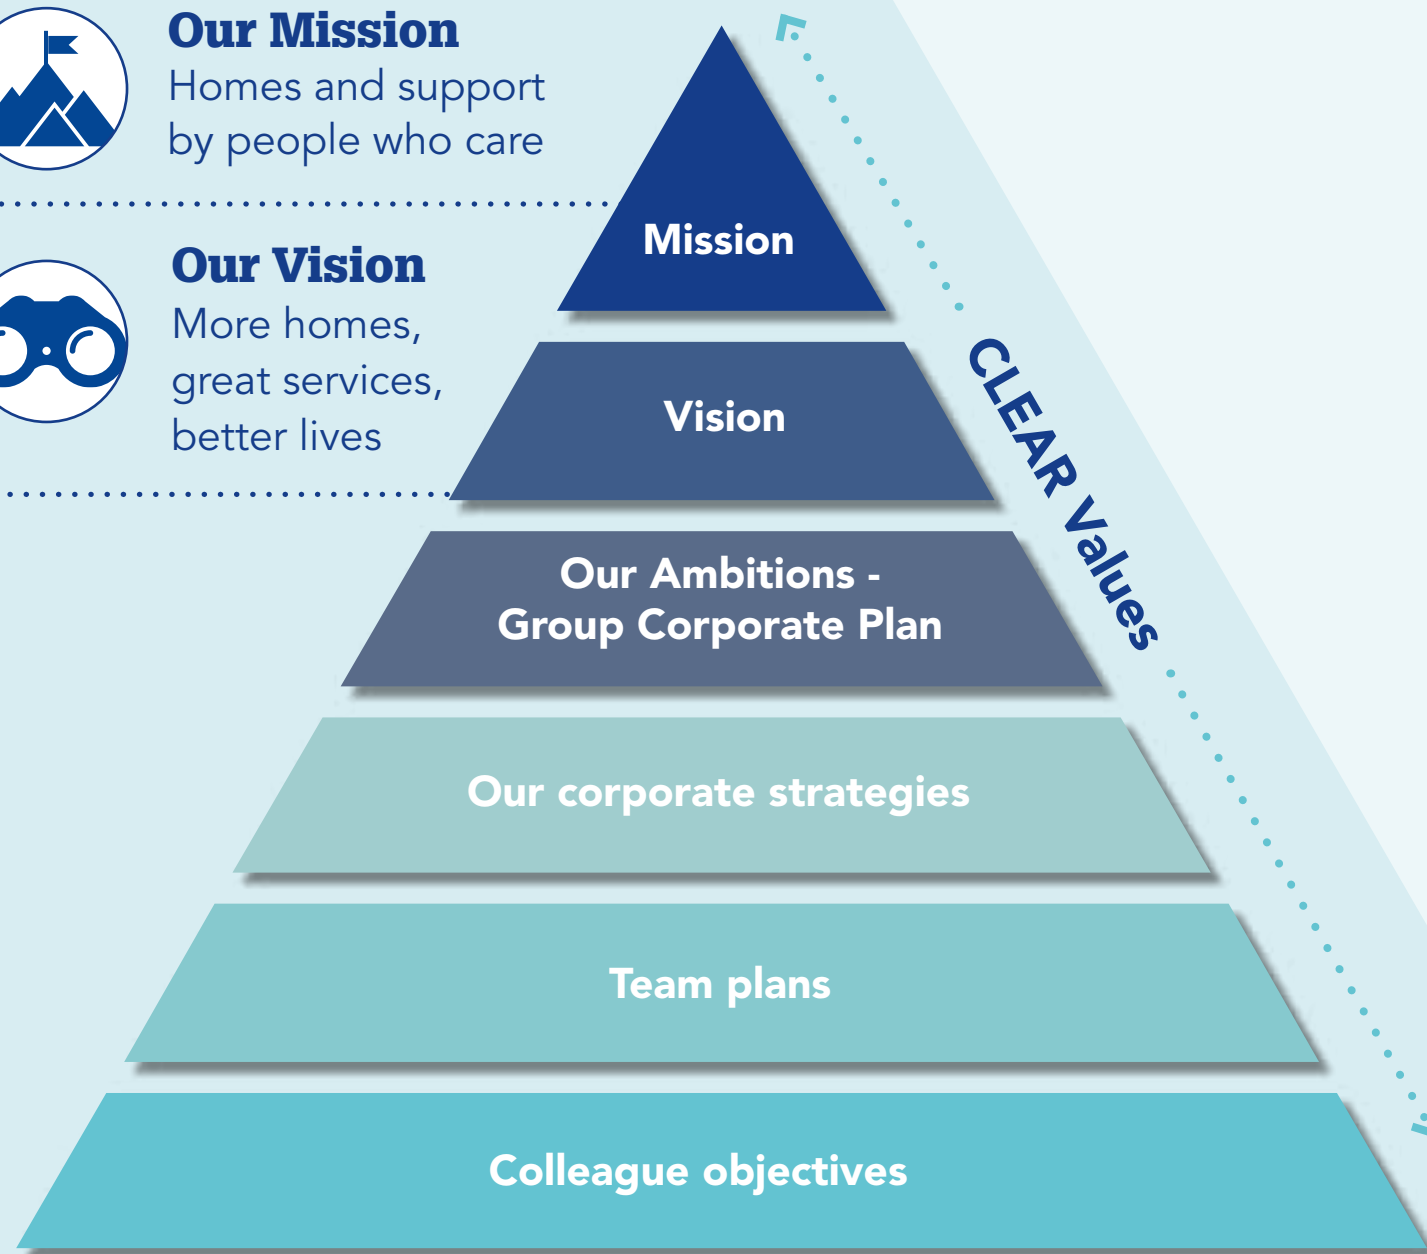 Our Mission
Homes and support
by people who care
Our Vision
More homes,
great services,
better lives
Mission
Vision
Our Ambitions -
Group Corporate Plan
Our corporate strategies
Team plans
Colleague objectives
CLEAR Values